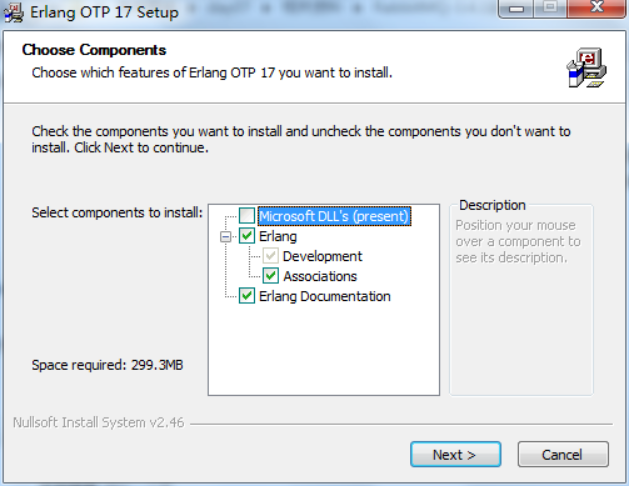 Erlang OTP 17 Setup
Choose Components
Choose which features of Erlang OTP 17 you want to install.
Check the components you want to install and uncheck the components you don't want to
install. Click Next to continue.
Select components to install:
Microsoft DLL's (present)
Erlang
Development
Associations
Erlang Documentation
Description
Position your mouse
over a component to
see its description.
Space required: 299.3MB
Nullsoft Install System v2.46
Next >
Cancel